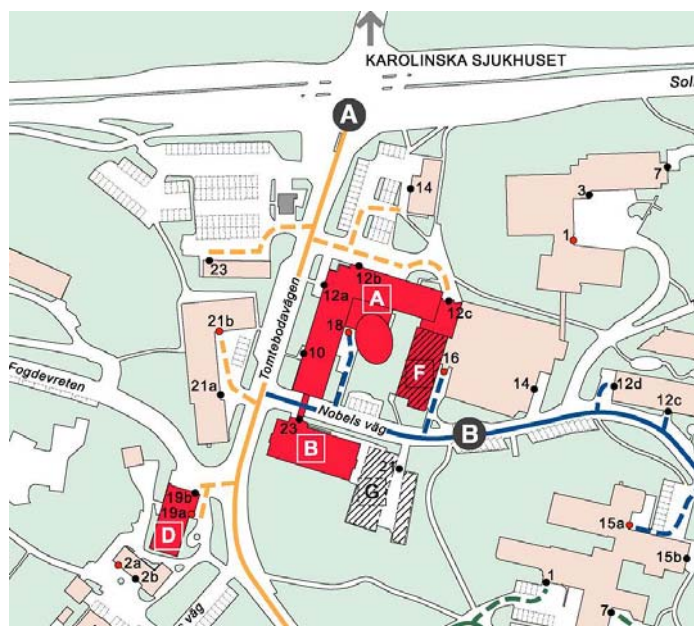 KAROLINSKA SJUKHUSET
Sol
A
14
7
3
1
23
12b
12a
A
12c
Tomtebodavägen
21b
18
10
F
16
Fogdevreten
21a
14
12d
12c
Nobels väg
23
B
B
21
G
19b
19a
D
15a
15b
2a
2b
1
7
s väg